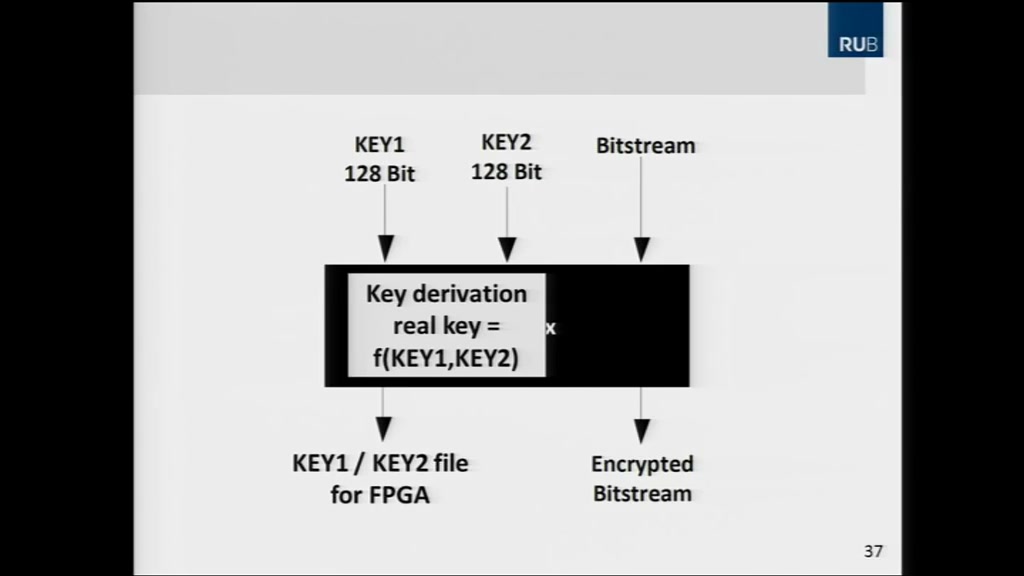 RUB
KEY1
128 Bit
KEY2
128 Bit
Bitstream
Key derivation
real key =
f(KEY1,KEY2)
x
KEY1 / KEY2 file
for FPGA
Encrypted
Bitstream
37